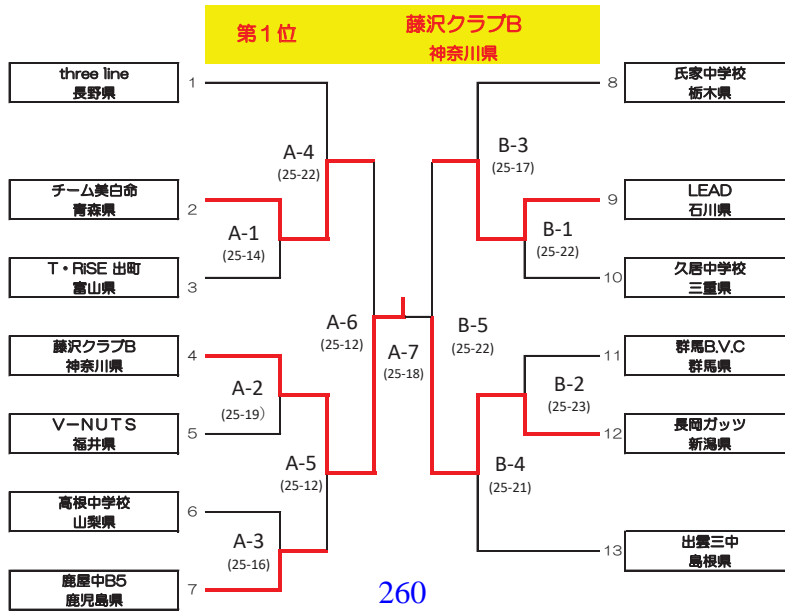 第1位 藤沢クラブB
神奈川県
three line
長野県
1
チーム美白命
青森県
2
T・RiSE 出町
富山県
3
藤沢クラブB
神奈川県
4
V−NUTS
福井県
5
高根中学校
山梨県
6
鹿屋中B5
鹿児島県
7
A-4
(25-22)
A-1
(25-14)
A-6
(25-12)
A-2
(25-19)
A-5
(25-12)
A-3
(25-16)
A-7
(25-18)
B-3
(25-17)
B-1
(25-22)
B-5
(25-22)
B-2
(25-23)
B-4
(25-21)
8
氏家中学校
栃木県
9
LEAD
石川県
10
久居中学校
三重県
11
群馬B.V.C
群馬県
12
長岡ガッツ
新潟県
13
出雲三中
島根県
260